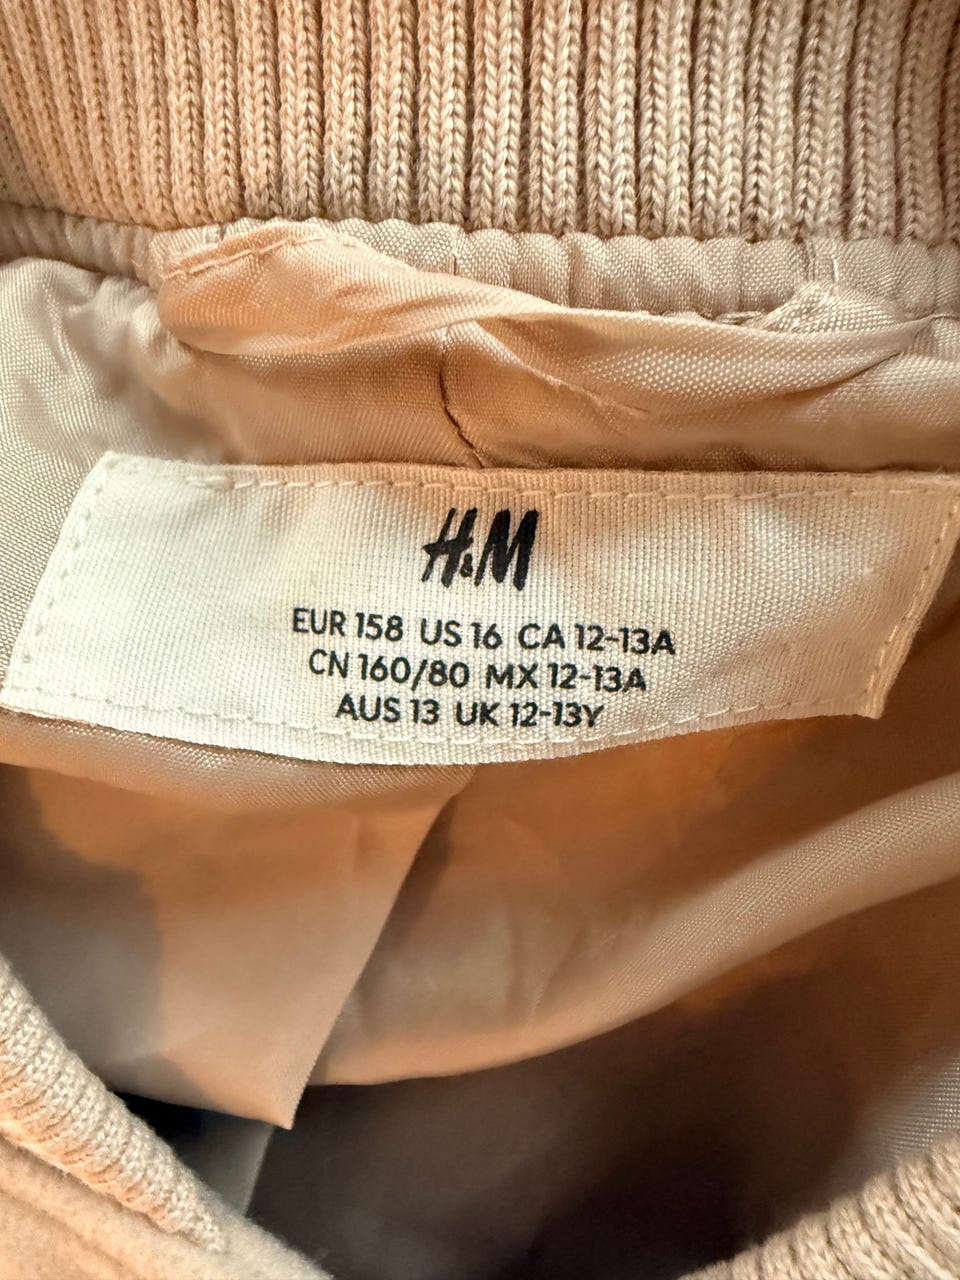 H&M
EUR 158 US 16 CA 12-13A
CN 160/80 MX 12-13A
AUS 13 UK 12-13Y